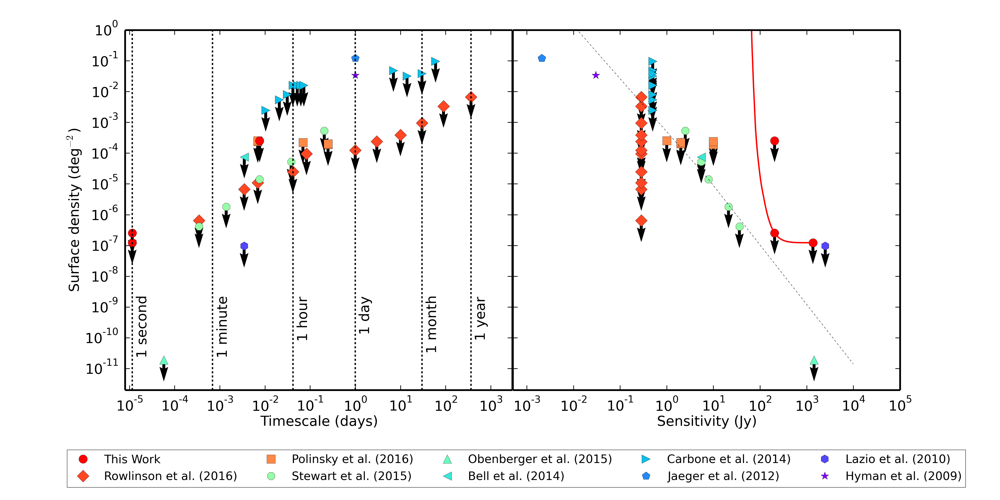 10^0
10^-1
10^-2
10^-3
10^-4
10^-5
10^-6
10^-7
10^-8
10^-9
10^-10
10^-11
Surface density (deg^−2)
1 second
1 minute
1 hour
1 day
1 month
1 year
10^-5 10^-4 10^-3 10^-2 10^-1 10^0 10^1 10^2 10^3
Timescale (days)
10^-3 10^-2 10^-1 10^0 10^1 10^2 10^3 10^4 10^5
Sensitivity (Jy)
This Work Polinsky et al. (2016) Obenberger et al. (2015) Carbone et al. (2014) Lazio et al. (2010)
Rowlinson et al. (2016) Stewart et al. (2015) Bell et al. (2014) Jaeger et al. (2012) Hyman et al. (2009)